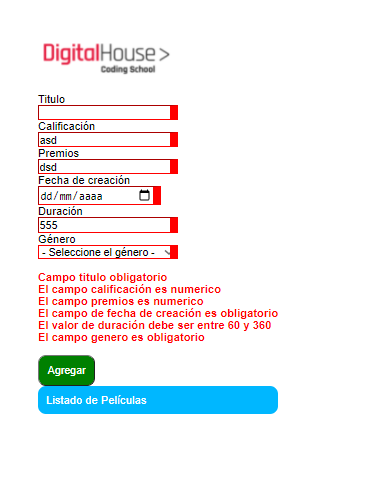 DigitalHouse>
Coding School
Titulo
Calificación
asd
Premios
dsd
Fecha de creación
dd/mm/aaaa
Duración
555
Género
- Seleccione el género -
Campo titulo obligatorio
El campo calificación es numerico
El campo premios es numerico
El campo de fecha de creación es obligatorio
El valor de duración debe ser entre 60 y 360
El campo genero es obligatorio
Agregar
Listado de Películas